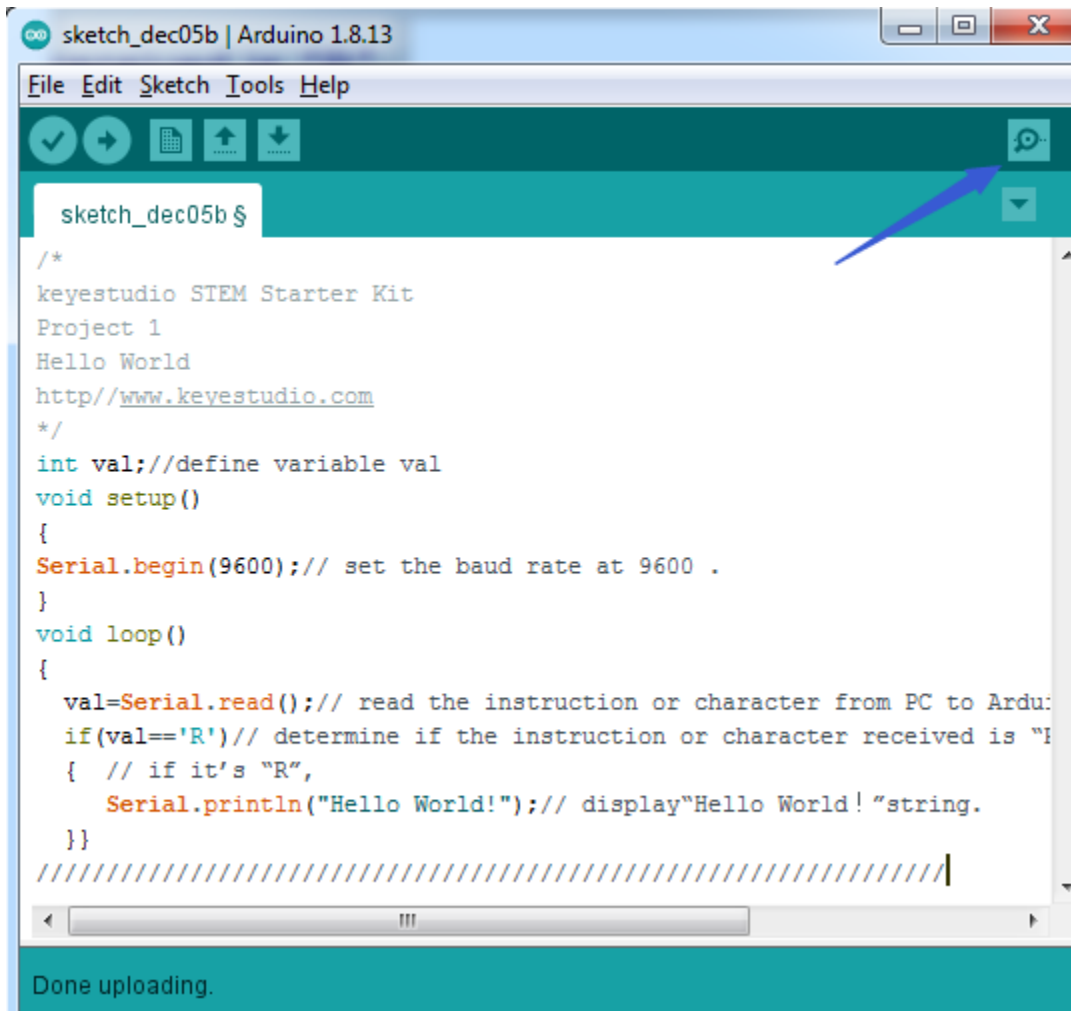 sketch_dec05b | Arduino 1.8.13
File Edit Sketch Tools Help
sketch_dec05b §
/*
keyestudio STEM Starter Kit
Project 1
Hello World
http//www.keyestudio.com
*/
int val;//define variable val
void setup()
{
Serial.begin(9600);// set the baud rate at 9600 .
}
void loop()
{
val=Serial.read();// read the instruction or character from PC to
if(val=='R')// determine if the instruction or character received is
{ // if it’s “R”,
Serial.println("Hello World!");// display“Hello World！”string.
}}
/////////////////////////////////////////////////////////////////
Done uploading.